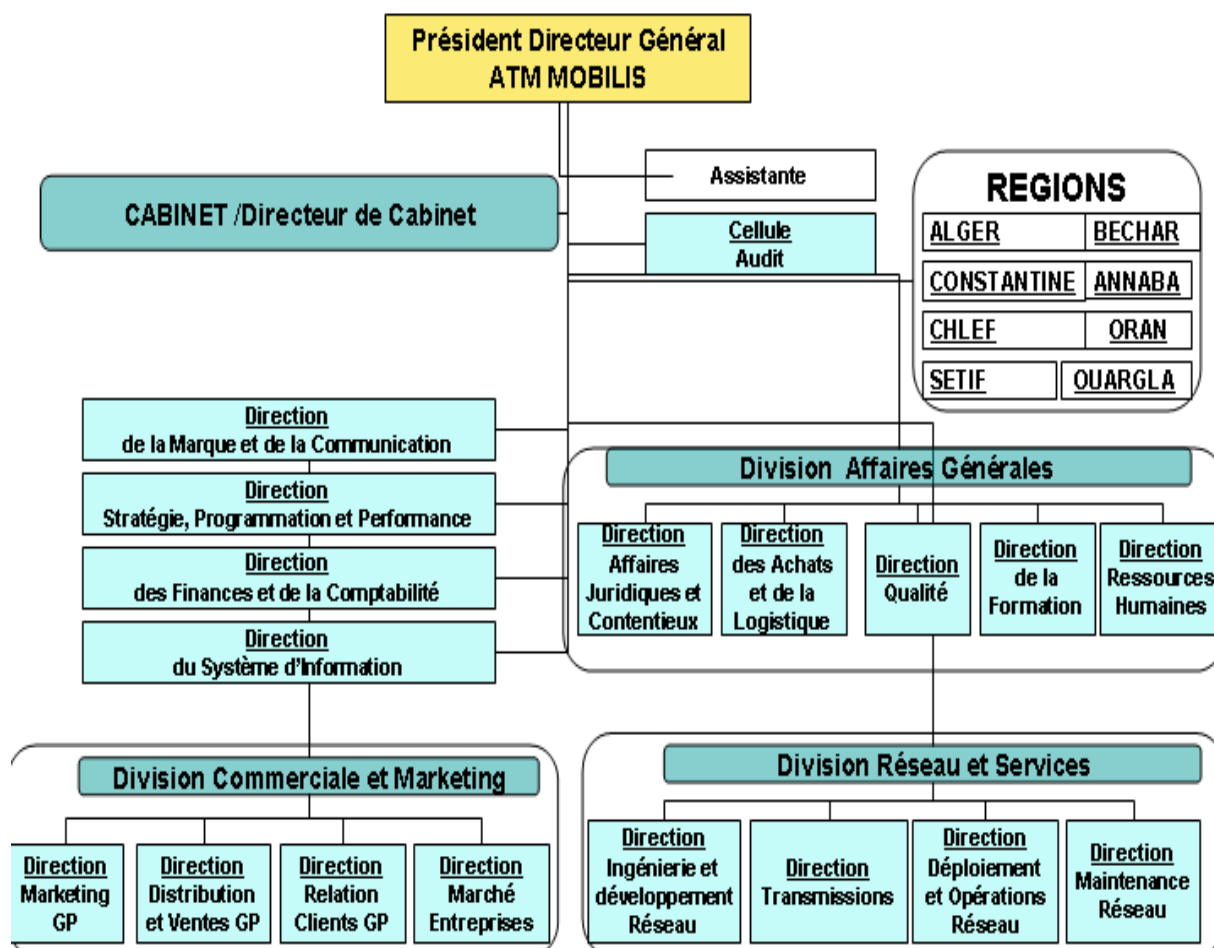 Président Directeur Général
ATM MOBILIS
Assistante
CABINET /Directeur de Cabinet
Cellule
Audit
REGIONS
ALGER
BECHAR
CONSTANTINE
ANNABA
CHLEF
ORAN
SETIF
OUARGLA
Direction
de la Marque et de la Communication
Direction
Stratégie, Programmation et Performance
Direction
des Finances et de la Comptabilité
Direction
du Système d'Information
Division Affaires Générales
Direction
Affaires
Juridiques et
Contentieux
Direction
des Achats
et de la
Logistique
Direction
Qualité
Direction
de la
Formation
Direction
Ressources
Humaines
Division Commerciale et Marketing
Direction
Marketing
GP
Direction
Distribution
et Ventes GP
Direction
Relation
Clients GP
Direction
Marché
Entreprises
Division Réseau et Services
Direction
Ingénierie et
développement
Réseau
Direction
Transmissions
Direction
Déploiement
et Opérations
Réseau
Direction
Maintenance
Réseau